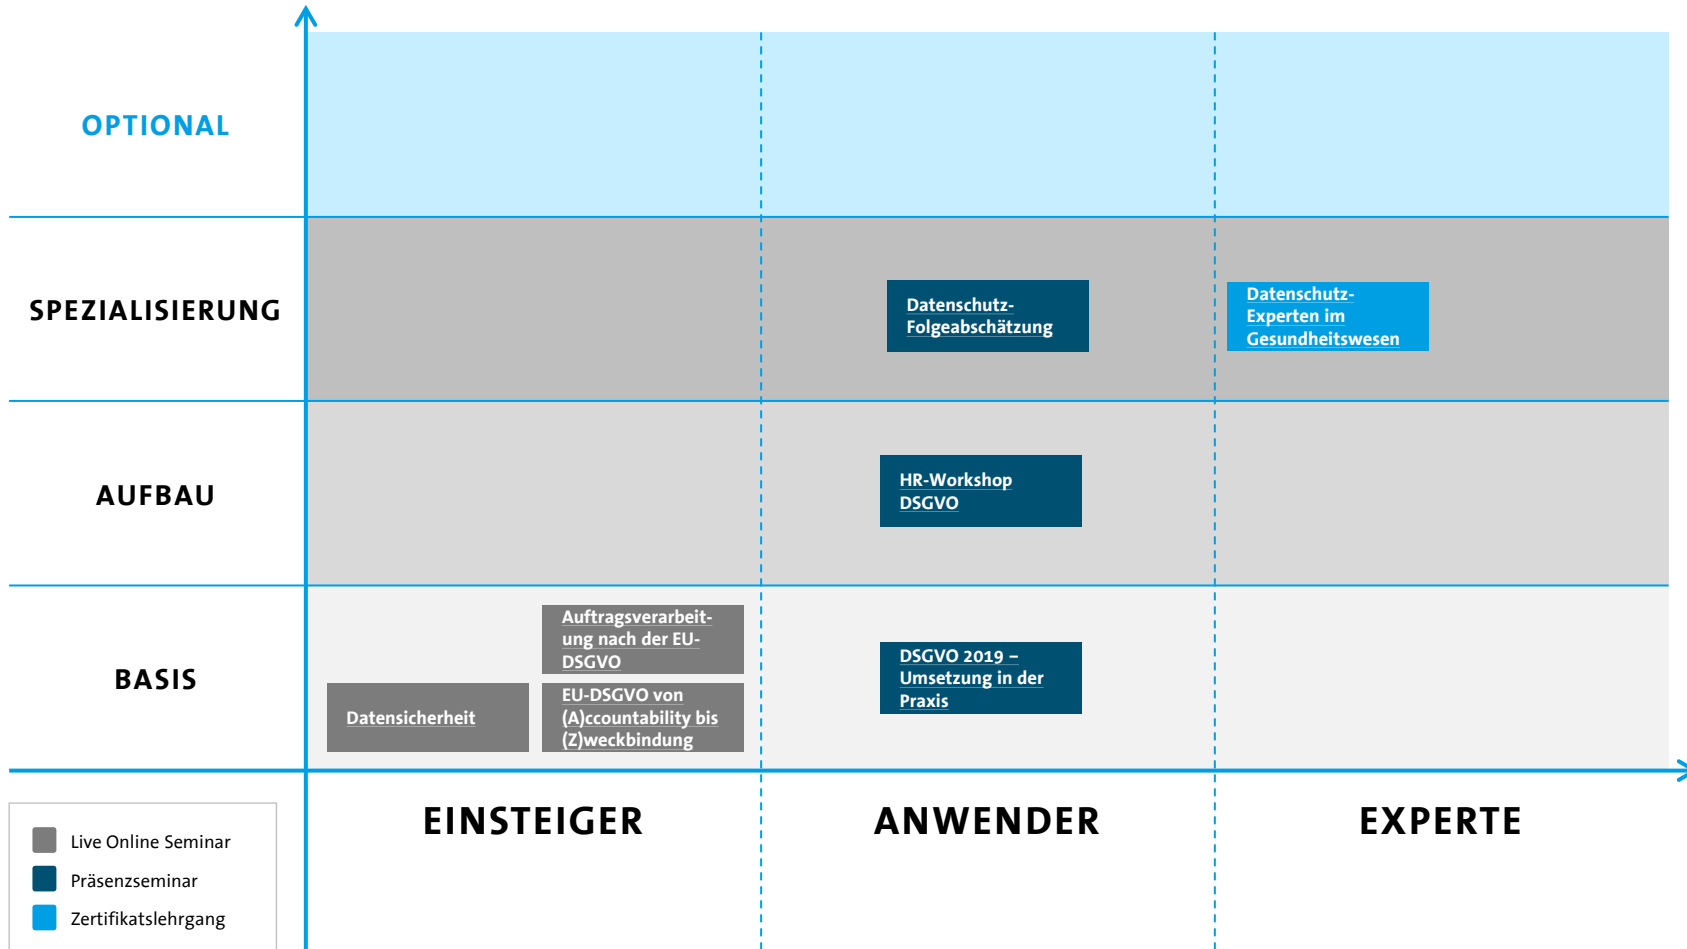 OPTIONAL
SPEZIALISIERUNG
Datenschutz-
Folgeabschätzung
Datenschutz-
Experten im
Gesundheitswesen
AUFBAU
HR-Workshop
DSGVO
BASIS
Auftragsverarbeit-
ung nach der EU-
DSGVO
Datensicherheit
EU-DSGVO von
(A)ccountability bis
(Z)weckbindung
DSGVO 2019 –
Umsetzung in der
Praxis
EINSTEIGER
ANWENDER
EXPERTE
Live Online Seminar
Präsenzseminar
Zertifikatslehrgang